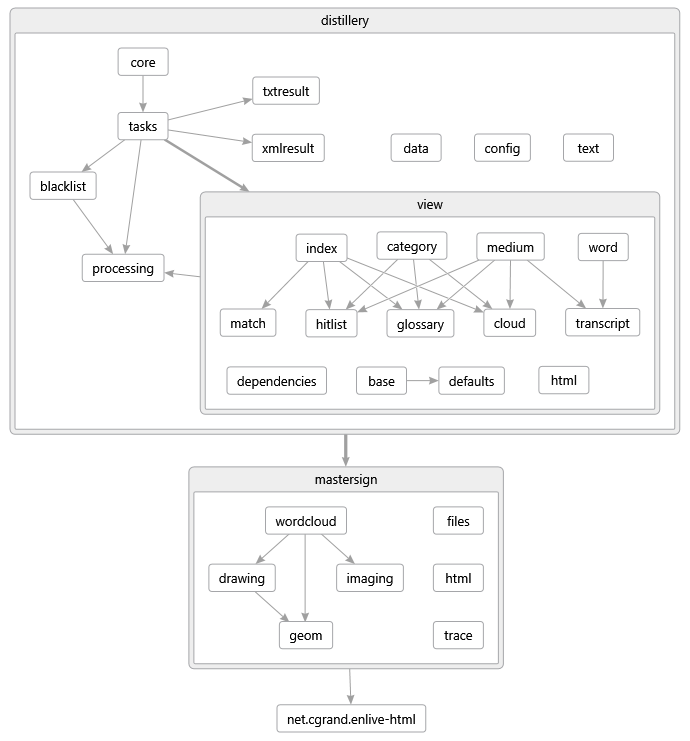 distillery
core
txtresult
tasks
xmlresult
data
config
text
blacklist
view
index
category
medium
word
processing
match
hitlist
glossary
cloud
transcript
dependencies
base
defaults
html
mastersign
wordcloud
files
drawing
imaging
html
geom
trace
net.cgrand.enlive-html